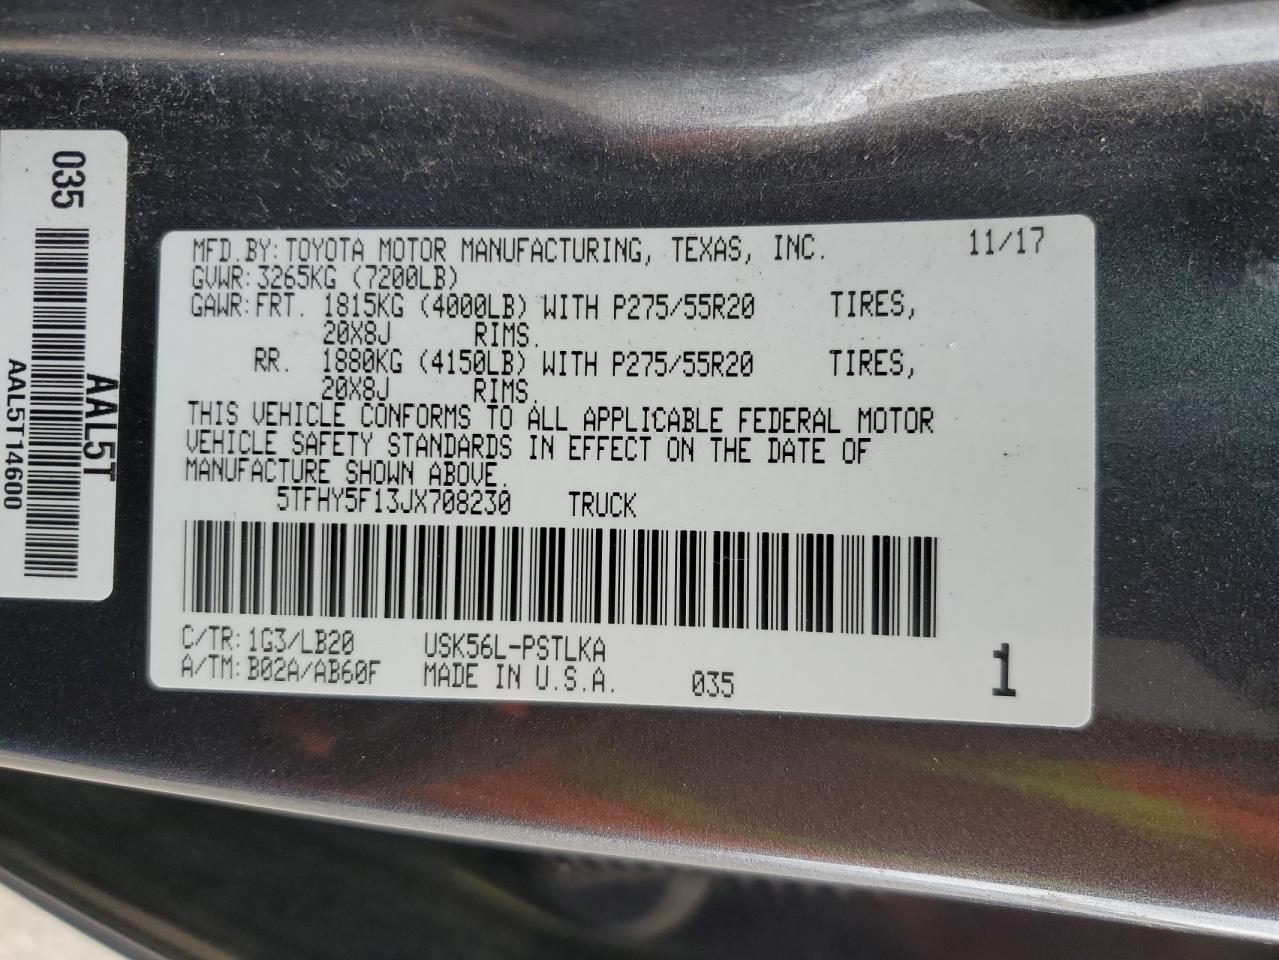 035
AAL5T
AAL5T14600
MFD.BY:TOYOTA MOTOR MANUFACTURING, TEXAS, INC. 11/17
GVWR:3265KG (7200LB)
GAWR:FRT. 1815KG (4000LB) WITH P275/55R20 TIRES,
20X8J RIMS.
RR. 1880KG (4150LB) WITH P275/55R20 TIRES,
20X8J RIMS.
THIS VEHICLE CONFORMS TO ALL APPLICABLE FEDERAL MOTOR
VEHICLE SAFETY STANDARDS IN EFFECT ON THE DATE OF
MANUFACTURE SHOWN ABOVE.
5TFHY5F13JX708230 TRUCK
C/TR:1G3/LB20 USK56L-PSTLKA
A/TM:B02A/AB60F MADE IN U.S.A. 035 1